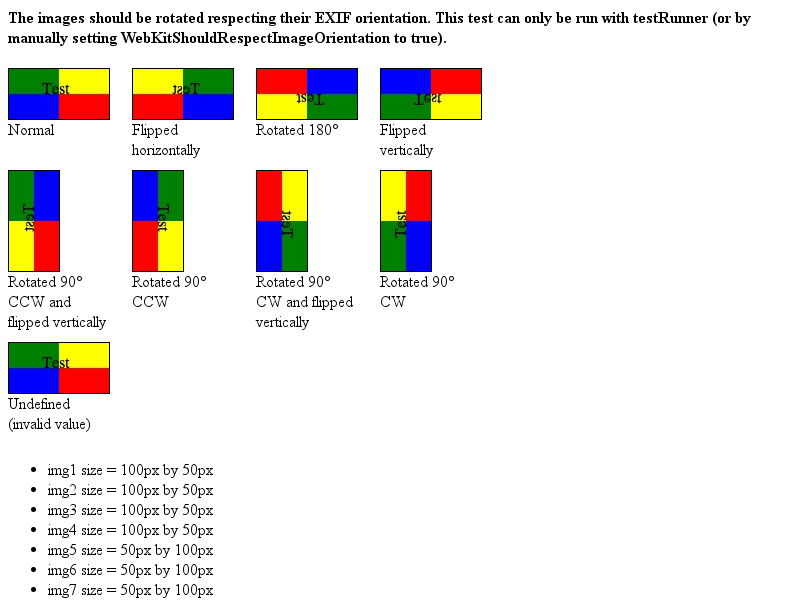 The images should be rotated respecting their EXIF orientation. This test can only be run with testRunner (or by
manually setting WebKitShouldRespectImageOrientation to true).
Test
Test
Test
Test
Normal
Flipped
horizontally
Rotated 180°
Flipped
vertically
Test
Test
Test
Test
Rotated 90°
CCW and
flipped vertically
Rotated 90°
CCW
Rotated 90°
CW and flipped
vertically
Rotated 90°
CW
Test
Undefined
(invalid value)
• img1 size = 100px by 50px
• img2 size = 100px by 50px
• img3 size = 100px by 50px
• img4 size = 100px by 50px
• img5 size = 50px by 100px
• img6 size = 50px by 100px
• img7 size = 50px by 100px